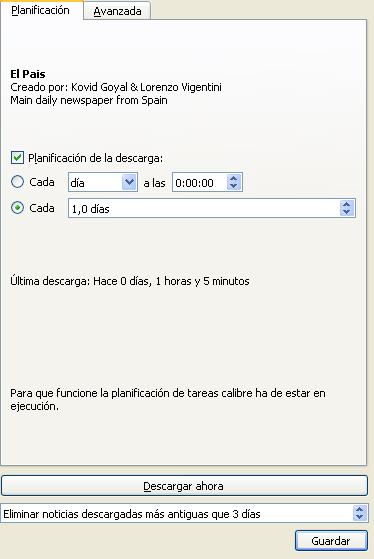 Planificación
Avanzada
El Pais
Creado por: Kovid Goyal & Lorenzo Vigentini
Main daily newspaper from Spain
Planificación de la descarga:
Cada día a las 0:00:00
Cada 1,0 días
Última descarga: Hace 0 días, 1 horas y 5 minutos
Para que funcione la planificación de tareas calibre ha de estar en
ejecución.
Descargar ahora
Eliminar noticias descargadas más antiguas que 3 días
Guardar